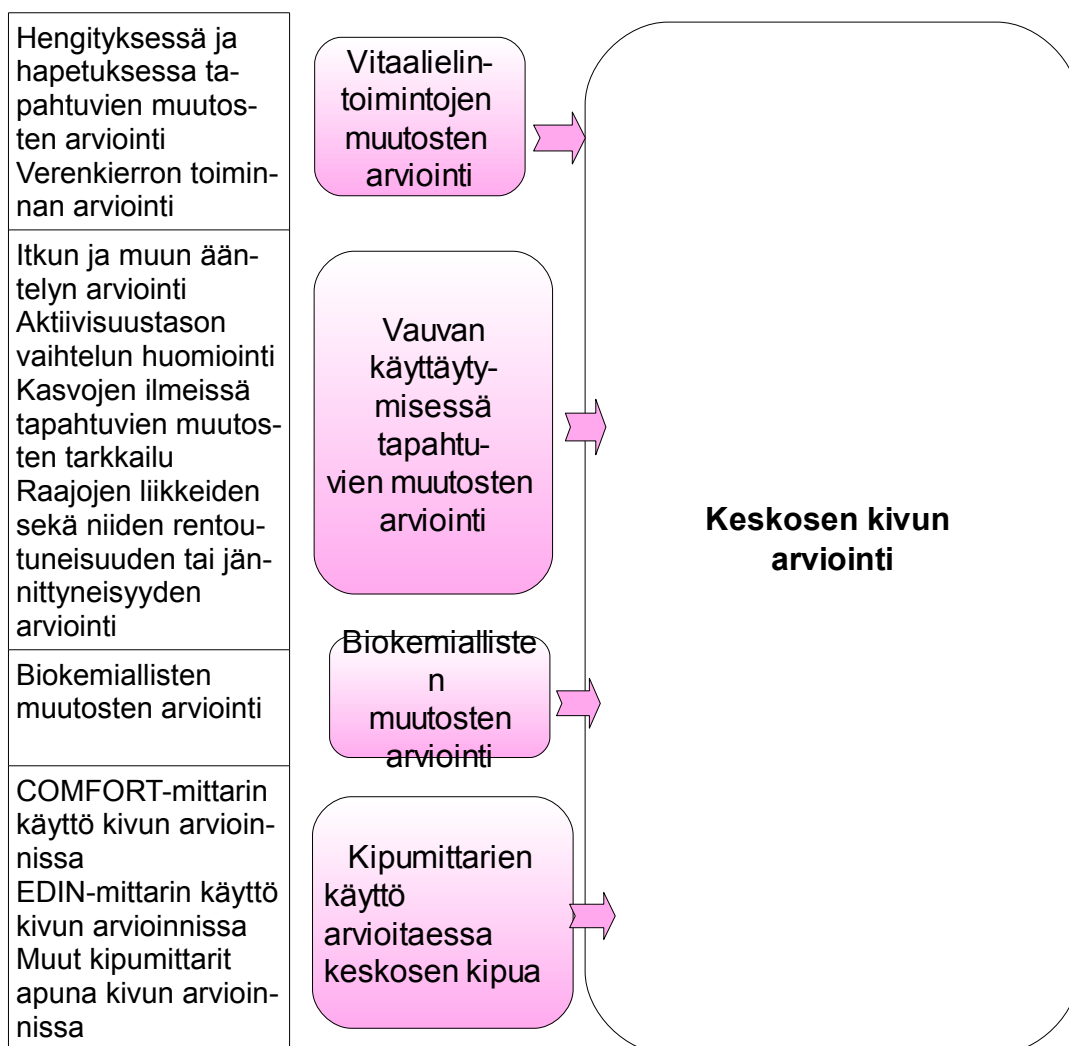 Hengityksessä ja
hapetuksessa ta-
pahtuvien muutos-
ten arviointi
Verenkierron toimin-
nan arviointi
Vitaalielin-
toimintojen
muutosten
arviointi
Itkun ja muun ään-
telyn arviointi
Aktiivisuustason
vaihtelun huomiointi
Kasvojen ilmeissä
tapahtuvien muutos-
ten tarkkailu
Raajojen liikkeiden
sekä niiden rentou-
tuneisuuden tai jän-
nittyneisyyden
arviointi
Vauvan
käyttäyty-
misessä
tapahtu-
vien muutosten
arviointi
Biokemiallisten
muutosten arviointi
Biokemialliste
n
muutosten
arviointi
COMFORT-mittarin
käyttö kivun arvioin-
nissa
EDIN-mittarin käyttö
kivun arvioinnissa
Muut kipumittarit
apuna kivun arvioin-
nissa
Kipumittarien
käyttö
arvioitaessa
keskosen kipua
Keskosen kivun
arviointi